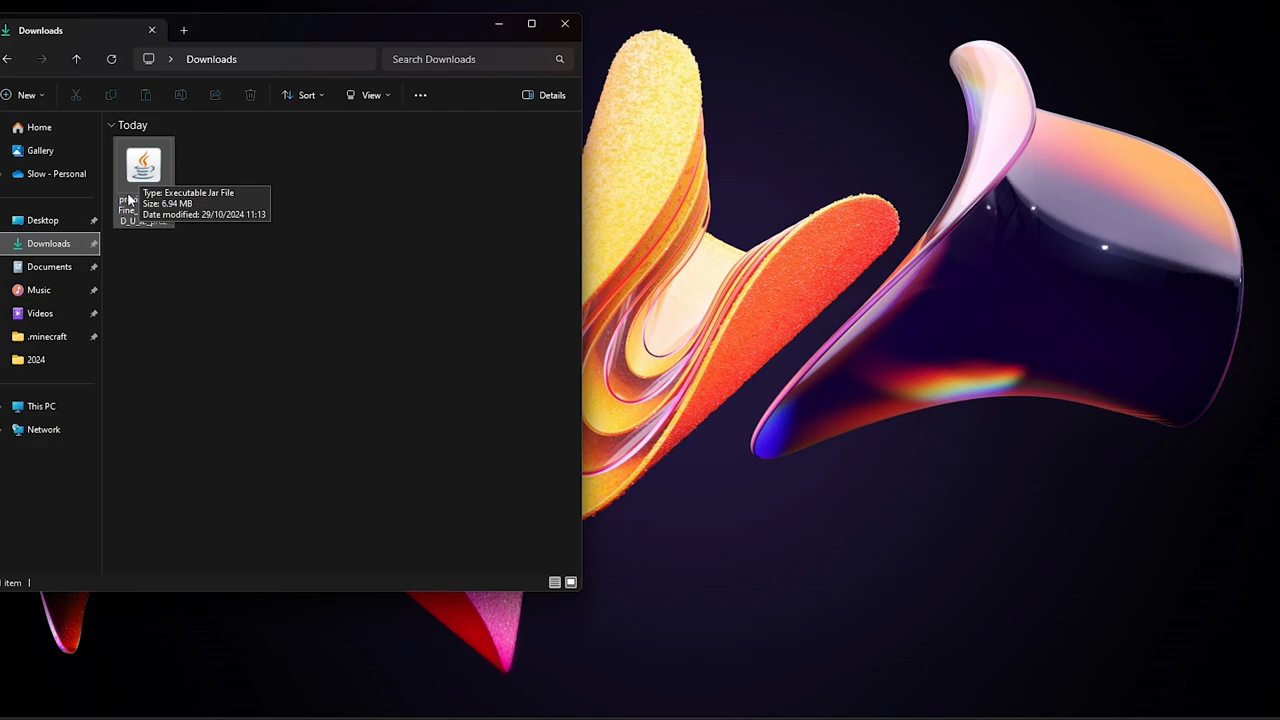 Downloads
Downloads
Search Downloads
New
Sort
View
Details
Home
Gallery
Slow - Personal
Desktop
Downloads
Documents
Music
Videos
.minecraft
2024
This PC
Network
Today
Type: Executable Jar File
Size: 6.94 MB
Date modified: 29/10/2024 11:13
item